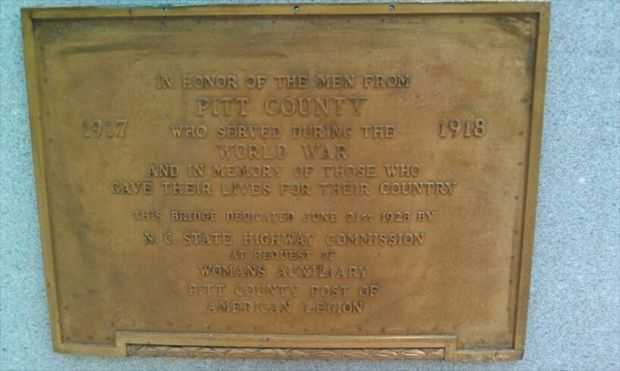 IN HONOR OF THE MEN FROM
PITT COUNTY
1917 WHO SERVED DURING THE 1918
WORLD WAR
AND IN MEMORY OF THOSE WHO
GAVE THEIR LIVES FOR THEIR COUNTRY
THIS BRIDGE DEDICATED JUNE 21ST 1928 BY
N. C. STATE HIGHWAY COMMISSION
AT REQUEST OF
WOMANS AUXILIARY
PITT COUNTY POST OF
AMERICAN LEGION